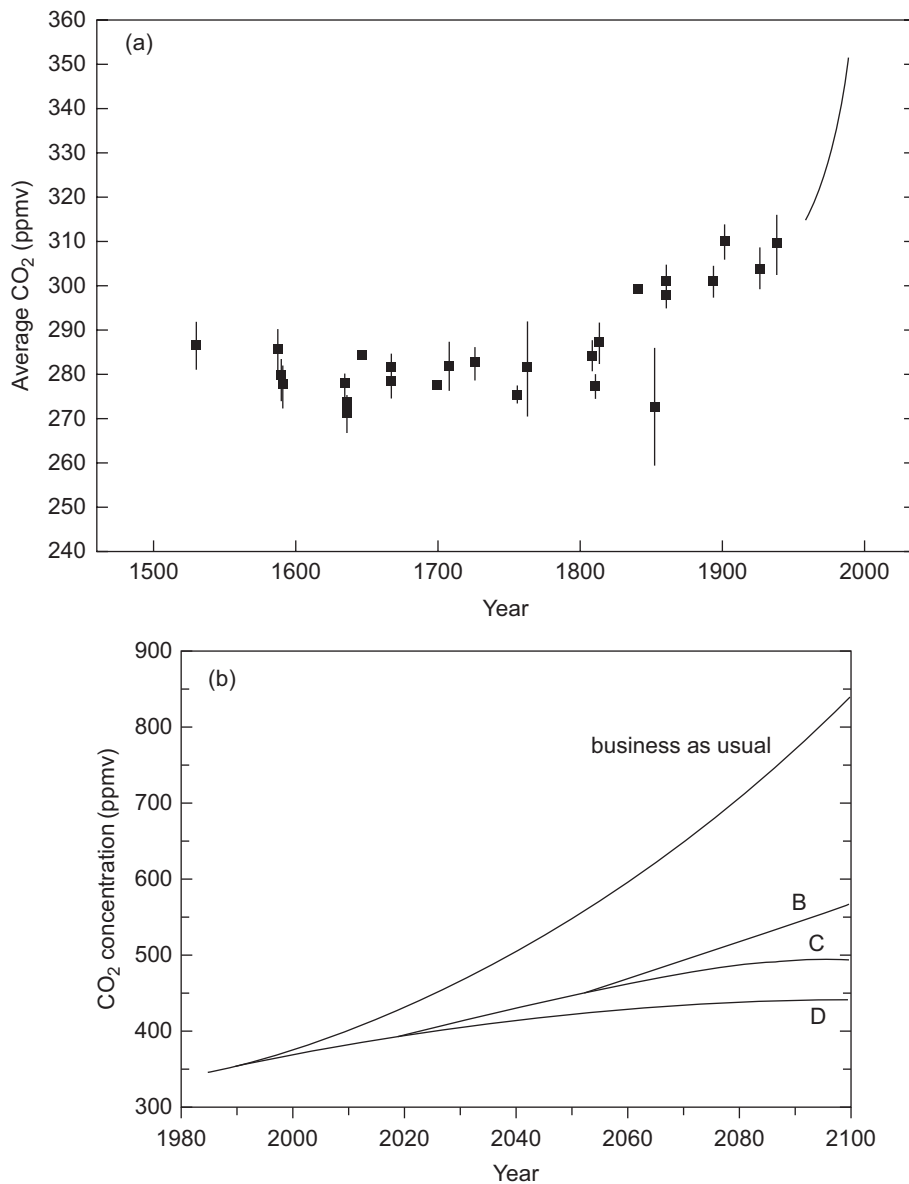 (a)
Average CO₂ (ppmv)
360
350
340
330
320
310
300
290
280
270
260
250
240
1500 1600 1700 1800 1900 2000
Year
(b)
CO₂ concentration (ppmv)
900
800
700
600
500
400
300
business as usual
B
C
D
1980 2000 2020 2040 2060 2080 2100
Year